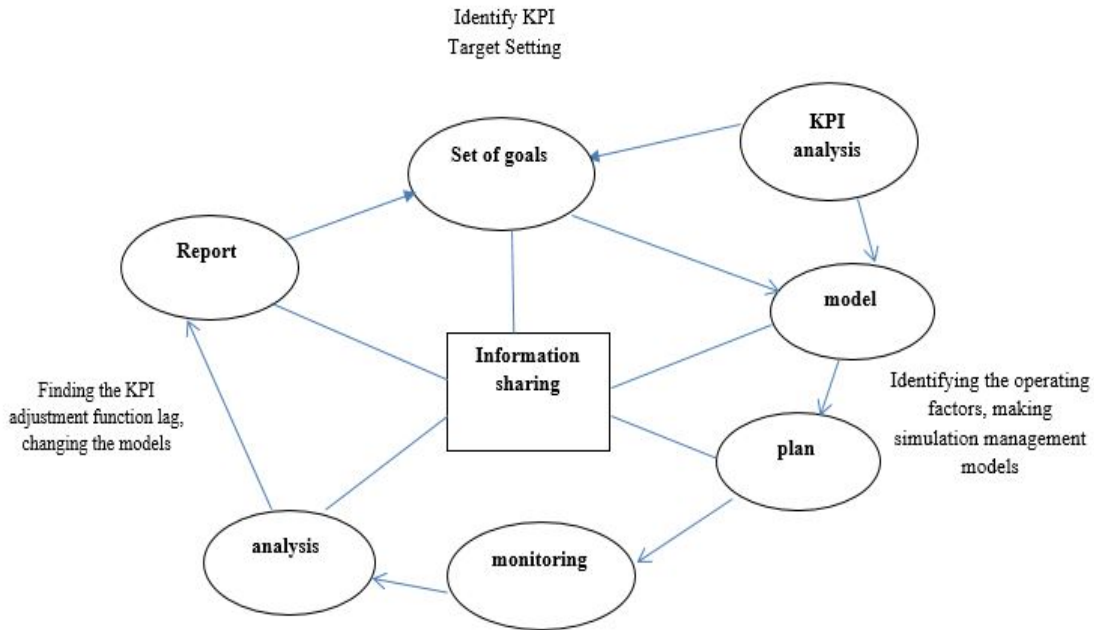 Identify KPI
Target Setting
KPI
analysis
Set of goals
Report
model
Information
sharing
Finding the KPI
adjustment function lag,
changing the models
Identifying the operating
factors, making
simulation management
models
plan
analysis
monitoring